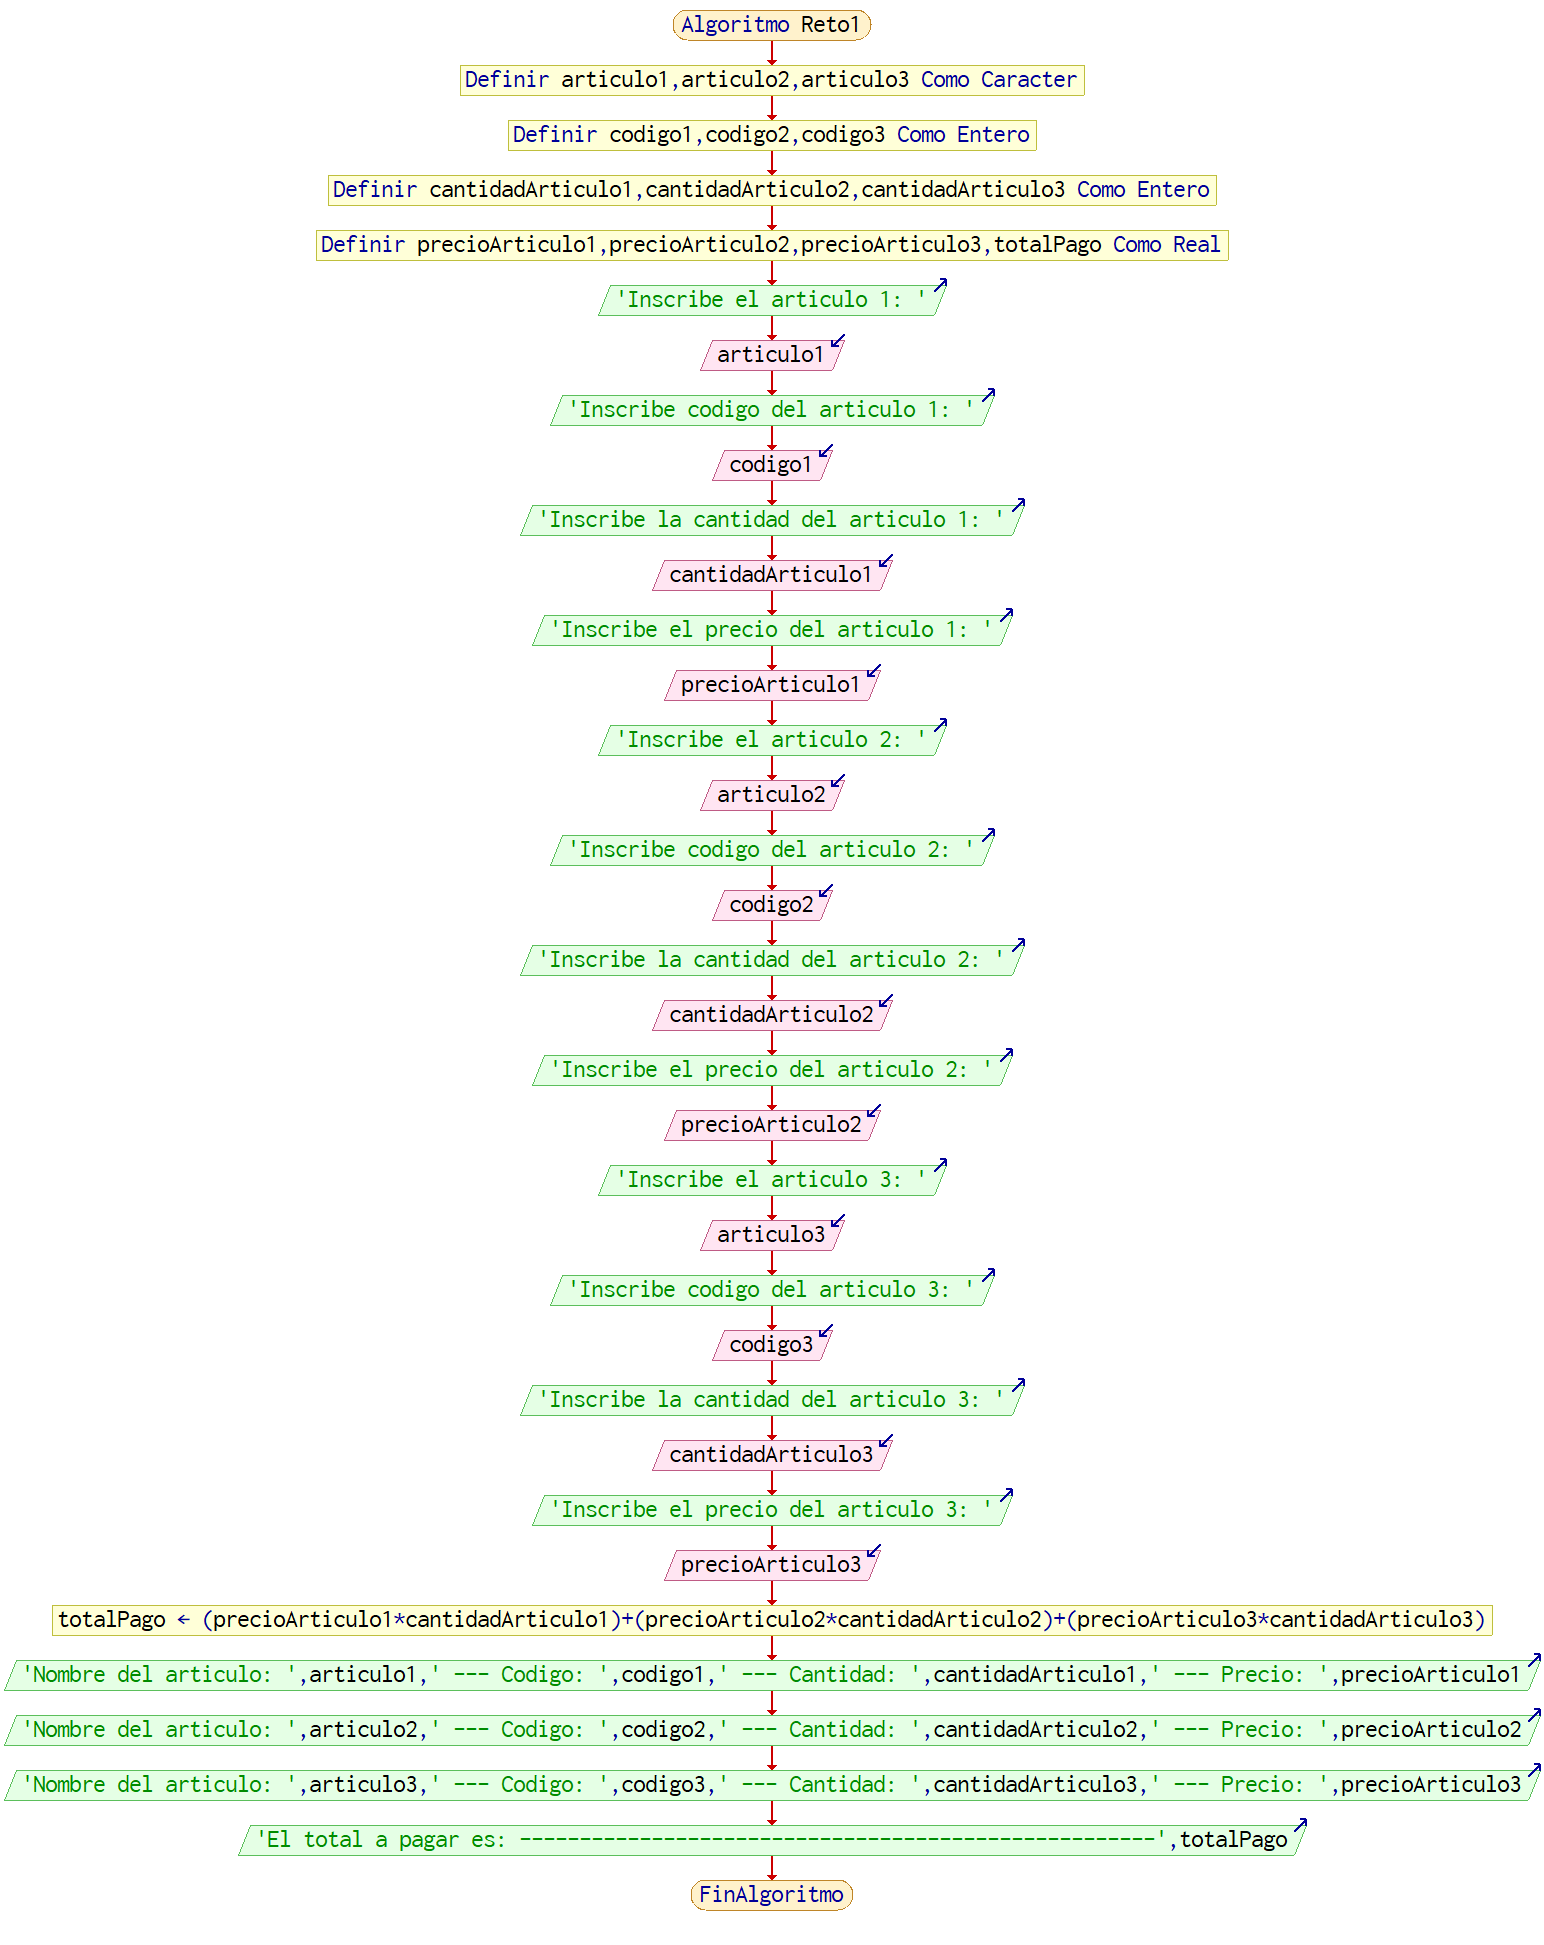 Algoritmo Reto1
Definir articulo1,articulo2,articulo3 Como Caracter
Definir codigo1,codigo2,codigo3 Como Entero
Definir cantidadArticulo1,cantidadArticulo2,cantidadArticulo3 Como Entero
Definir precioArticulo1,precioArticulo2,precioArticulo3,totalPago Como Real
'Inscribe el articulo 1: '
articulo1
'Inscribe codigo del articulo 1: '
codigo1
'Inscribe la cantidad del articulo 1: '
cantidadArticulo1
'Inscribe el precio del articulo 1: '
precioArticulo1
'Inscribe el articulo 2: '
articulo2
'Inscribe codigo del articulo 2: '
codigo2
'Inscribe la cantidad del articulo 2: '
cantidadArticulo2
'Inscribe el precio del articulo 2: '
precioArticulo2
'Inscribe el articulo 3: '
articulo3
'Inscribe codigo del articulo 3: '
codigo3
'Inscribe la cantidad del articulo 3: '
cantidadArticulo3
'Inscribe el precio del articulo 3: '
precioArticulo3
totalPago ← (precioArticulo1*cantidadArticulo1)+(precioArticulo2*cantidadArticulo2)+(precioArticulo3*cantidadArticulo3)
'Nombre del articulo: ',articulo1,' --- Codigo: ',codigo1,' --- Cantidad: ',cantidadArticulo1,' --- Precio: ',precioArticulo1
'Nombre del articulo: ',articulo2,' --- Codigo: ',codigo2,' --- Cantidad: ',cantidadArticulo2,' --- Precio: ',precioArticulo2
'Nombre del articulo: ',articulo3,' --- Codigo: ',codigo3,' --- Cantidad: ',cantidadArticulo3,' --- Precio: ',precioArticulo3
'El total a pagar es: -----------------------------------------------------',totalPago
FinAlgoritmo